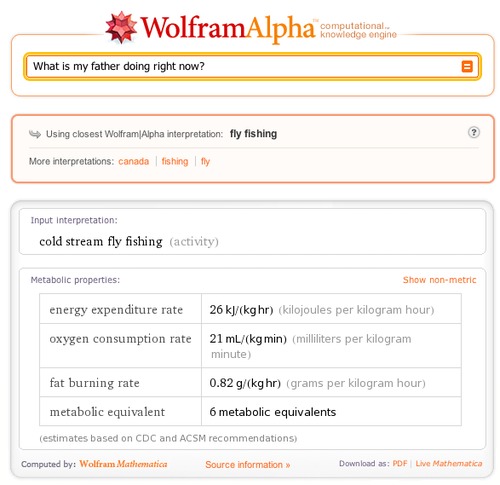 WolframAlpha™ computational..
knowledge engine
What is my father doing right now?
Using closest Wolfram|Alpha interpretation: fly fishing ?
More interpretations: canada | fishing | fly
Input interpretation:
cold stream fly fishing (activity)
Metabolic properties: Show non-metric
energy expenditure rate 26 kJ/(kg hr) (kilojoules per kilogram hour)
oxygen consumption rate 21 mL/(kg min) (milliliters per kilogram
minute)
fat burning rate 0.82 g/(kg hr) (grams per kilogram hour)
metabolic equivalent 6 metabolic equivalents
(estimates based on CDC and ACSM recommendations)
Computed by: Wolfram Mathematica Source information » Download as: PDF | Live Mathematica